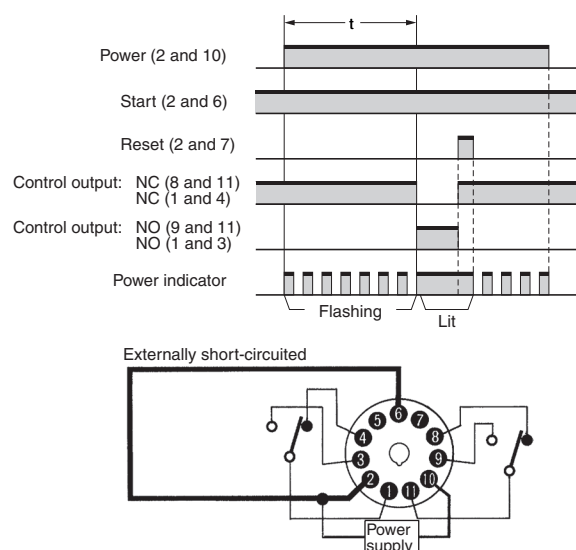 t
Power (2 and 10)
Start (2 and 6)
Reset (2 and 7)
Control output: NC (8 and 11)
NC (1 and 4)
Control output: NO (9 and 11)
NO (1 and 3)
Power indicator
Flashing
Lit
Externally short-circuited
6
5 7
4 8
3 9
2 10
1 11
Power
supply